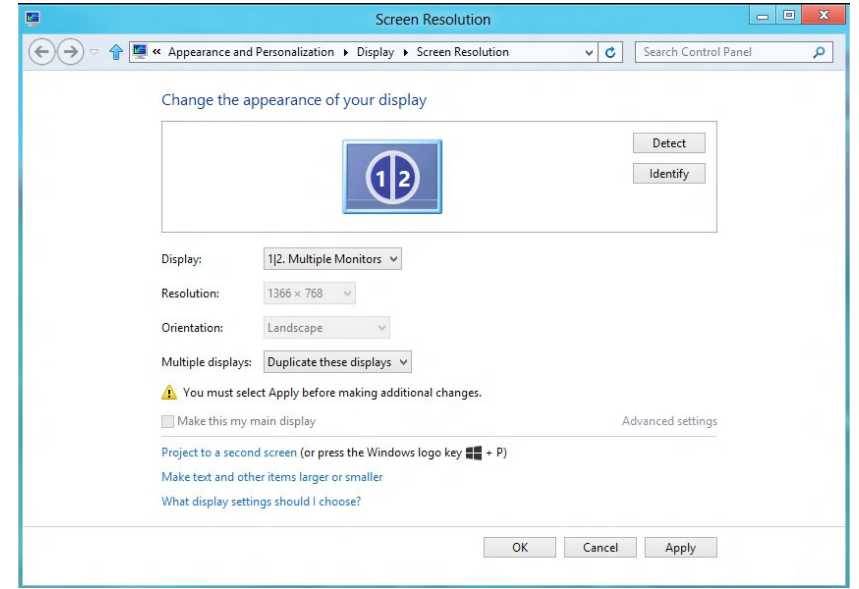 Screen Resolution
« Appearance and Personalization Display Screen Resolution
Search Control Panel
Change the appearance of your display
Detect
1 2
Identify
Display: 1|2. Multiple Monitors
Resolution: 1366 × 768
Orientation: Landscape
Multiple displays: Duplicate these displays
You must select Apply before making additional changes.
Make this my main display Advanced settings
Project to a second screen (or press the Windows logo key + P)
Make text and other items larger or smaller
What display settings should I choose?
OK Cancel Apply